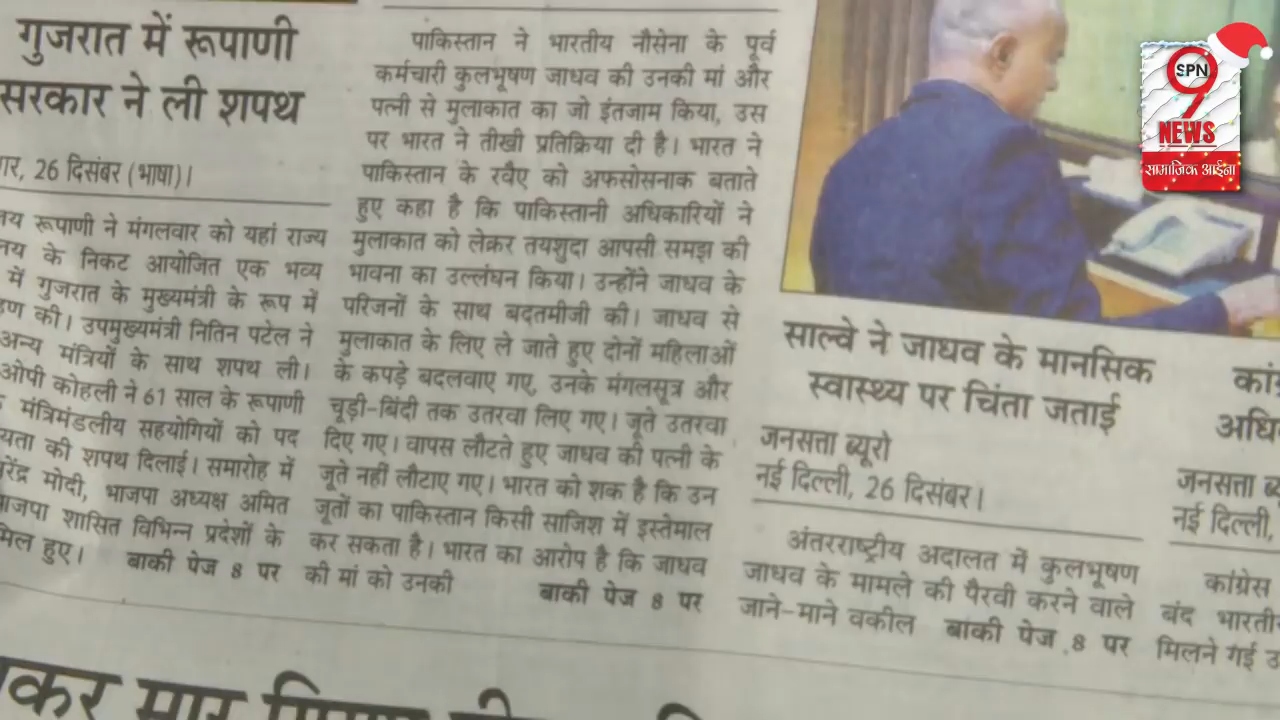 गुजरात में रूपाणी
सरकार ने ली शपथ
26 दिसंबर (भाषा)।
रूपाणी ने मंगलवार को यहां राज्य
के निकट आयोजित एक भव्य
में गुजरात के मुख्यमंत्री के रूप में
की। उपमुख्यमंत्री नितिन पटेल ने
अन्य मंत्रियों के साथ शपथ ली।
ओपी कोहली ने 61 साल के रूपाणी
मंत्रिमंडलीय सहयोगियों को पद
की शपथ दिलाई। समारोह में
मोदी, भाजपा अध्यक्ष अमित
शासित विभिन्न प्रदेशों के
हुए। बाकी पेज 8 पर
पाकिस्तान ने भारतीय नौसेना के पूर्व
कर्मचारी कुलभूषण जाधव की उनकी मां और
पत्नी से मुलाकात का जो इंतजाम किया, उस
पर भारत ने तीखी प्रतिक्रिया दी है। भारत ने
पाकिस्तान के रवैए को अफसोसनाक बताते
हुए कहा है कि पाकिस्तानी अधिकारियों ने
मुलाकात को लेकर तयशुदा आपसी समझ की
भावना का उल्लंघन किया। उन्होंने जाधव के
परिजनों के साथ बदतमीजी की। जाधव से
मुलाकात के लिए ले जाते हुए दोनों महिलाओं
के कपड़े बदलवाए गए, उनके मंगलसूत्र और
चूड़ी-बिंदी तक उतरवा लिए गए। जूते उतरवा
दिए गए। वापस लौटते हुए जाधव की पत्नी के
जूते नहीं लौटाए गए। भारत को शक है कि उन
जूतों का पाकिस्तान किसी साजिश में इस्तेमाल
कर सकता है। भारत का आरोप है कि जाधव
की मां को उनकी बाकी पेज 8 पर
SPN
9
NEWS
सामाजिक आईना
साल्वे ने जाधव के मानसिक
स्वास्थ्य पर चिंता जताई
जनसत्ता ब्यूरो
नई दिल्ली, 26 दिसंबर।
अंतरराष्ट्रीय अदालत में कुलभूषण
जाधव के मामले की पैरवी करने वाले
जाने-माने वकील बाकी पेज 8 पर
जनसत्ता
नई दिल्ली,
कांग्रेस
बंद
मिलने गई